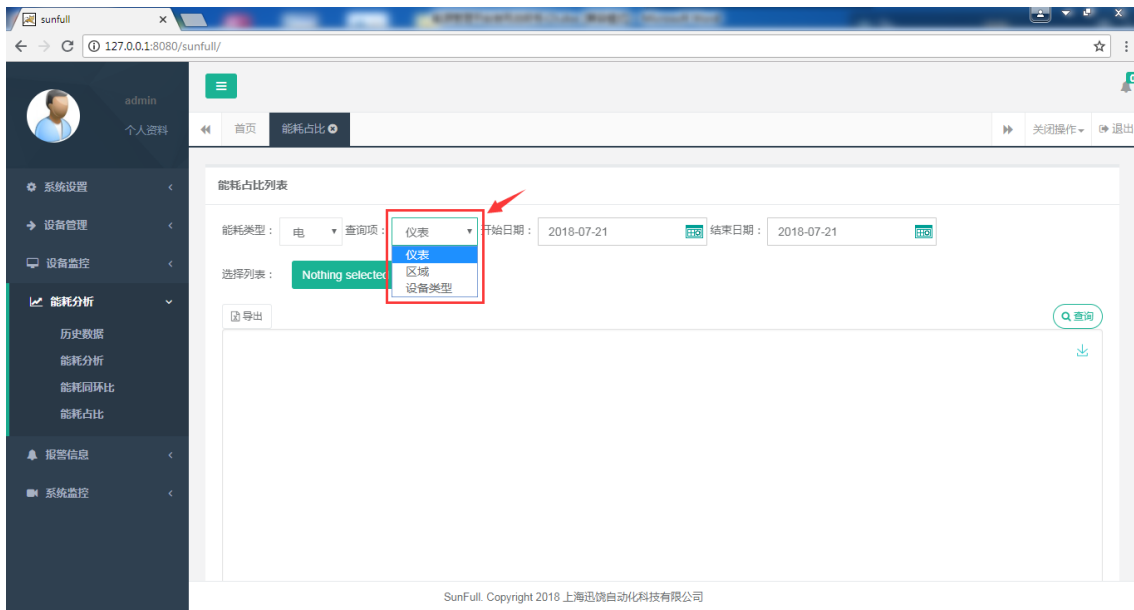 sunfull
127.0.0.1:8080/sunfull/
admin
个人资料
首页 能耗占比 关闭操作 退出
系统设置
设备管理
设备监控
能耗分析
历史数据
能耗分析
能耗同环比
能耗占比
报警信息
系统监控
能耗占比列表
能耗类型： 电 查询项： 仪表 开始日期： 2018-07-21 结束日期： 2018-07-21
仪表
区域
设备类型
选择列表： Nothing selected
导出 查询
SunFull. Copyright 2018 上海迅饶自动化科技有限公司